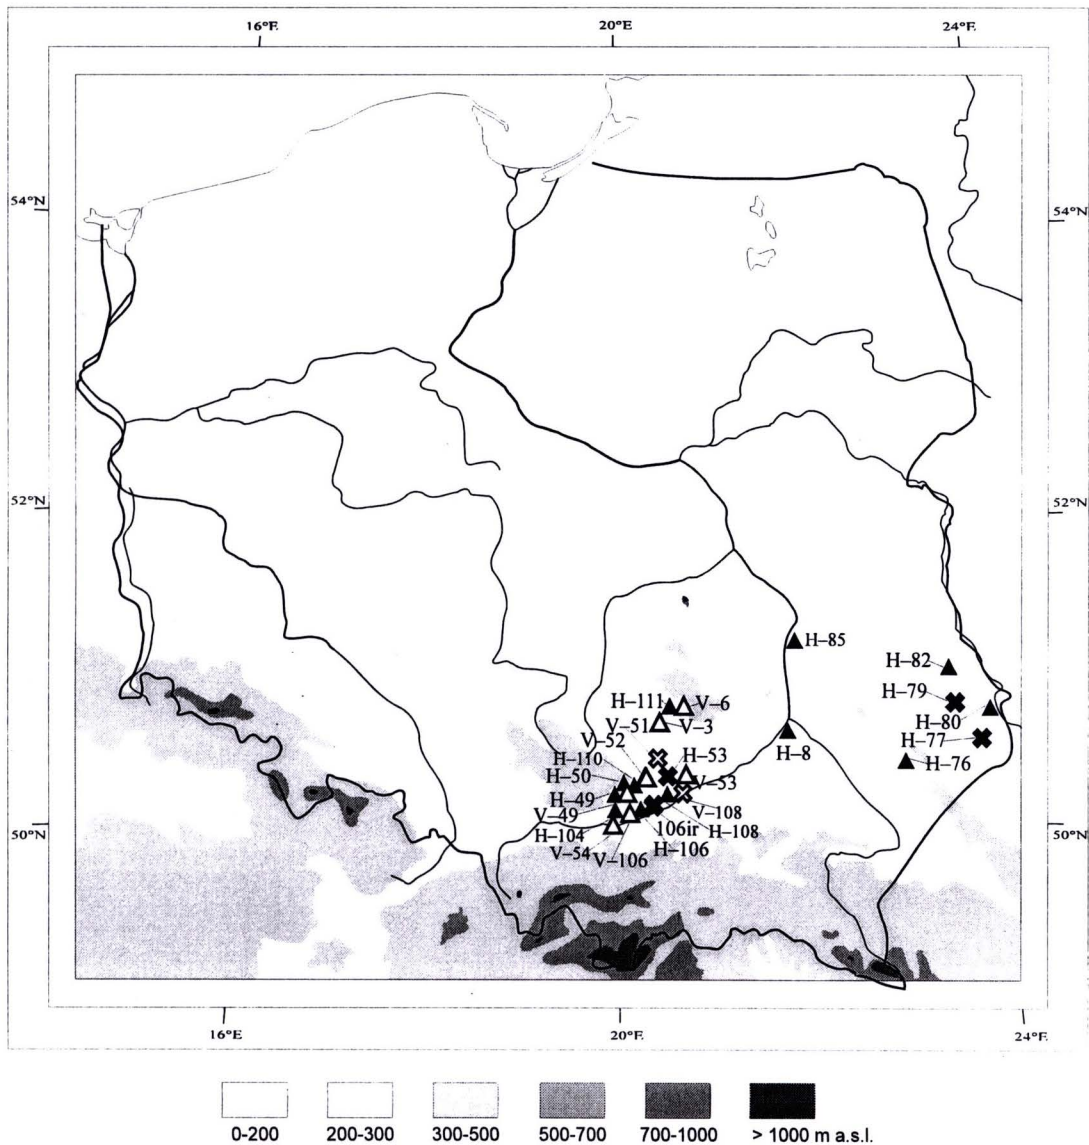 16°E 20°E 24°E
54°N 54°N
52°N 52°N
H–85
H–82
H–79
H–111 V–6
V–51 V–3 H–80
V–52 H–77
H–110 H–53 H–8 H–76
H–50 V–53
H–49
V–49 V–108
50°N H–104 106ir H–108 50°N
V–54 H–106
V–106
16°E 20°E 24°E
0-200 200-300 300-500 500-700 700-1000 > 1000 m a.s.l.